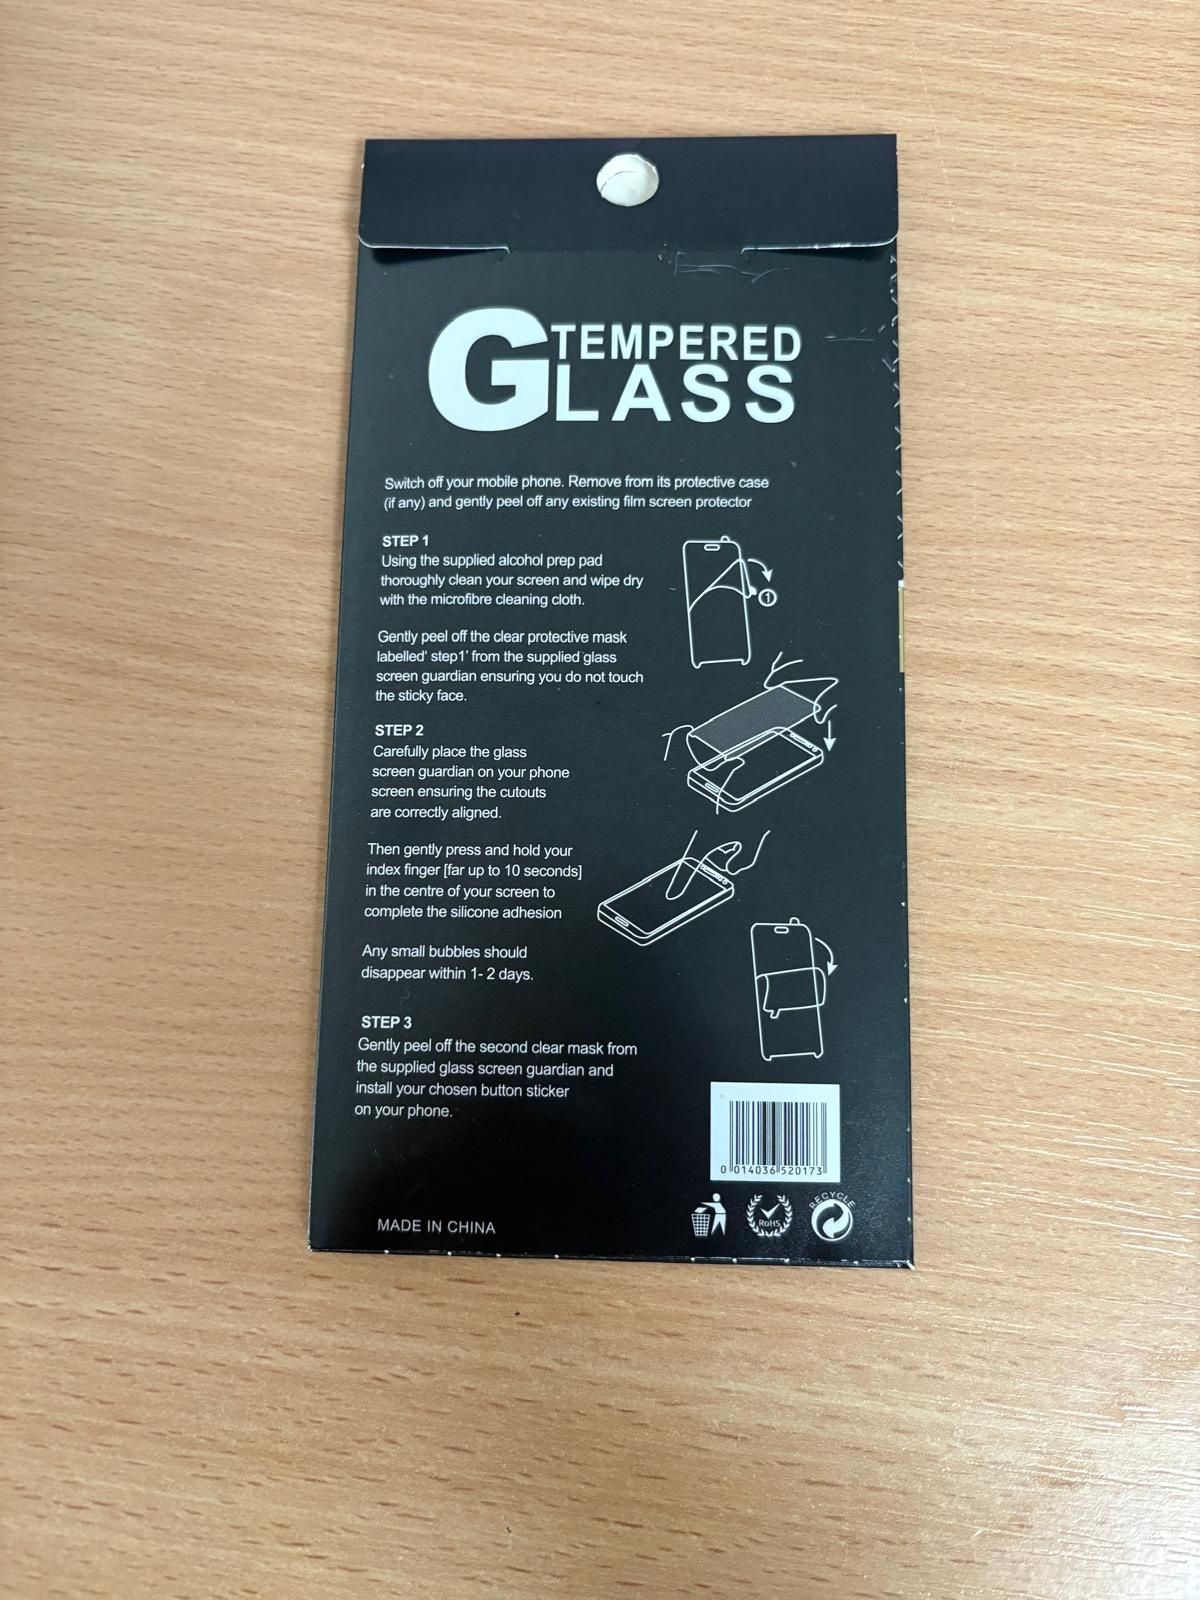 TEMPERED
GLASS
Switch off your mobile phone. Remove from its protective case
(if any) and gently peel off any existing film screen protector
STEP 1
Using the supplied alcohol prep pad
thoroughly clean your screen and wipe dry
with the microfibre cleaning cloth.
1
Gently peel off the clear protective mask
labelled' step1' from the supplied glass
screen guardian ensuring you do not touch
the sticky face.
STEP 2
Carefully place the glass
screen guardian on your phone
screen ensuring the cutouts
are correctly aligned.
Then gently press and hold your
index finger [far up to 10 seconds]
in the centre of your screen to
complete the silicone adhesion
Any small bubbles should
disappear within 1- 2 days.
STEP 3
Gently peel off the second clear mask from
the supplied glass screen guardian and
install your chosen button sticker
on your phone.
0 014036 520173
RECYCLE
RoHS
MADE IN CHINA